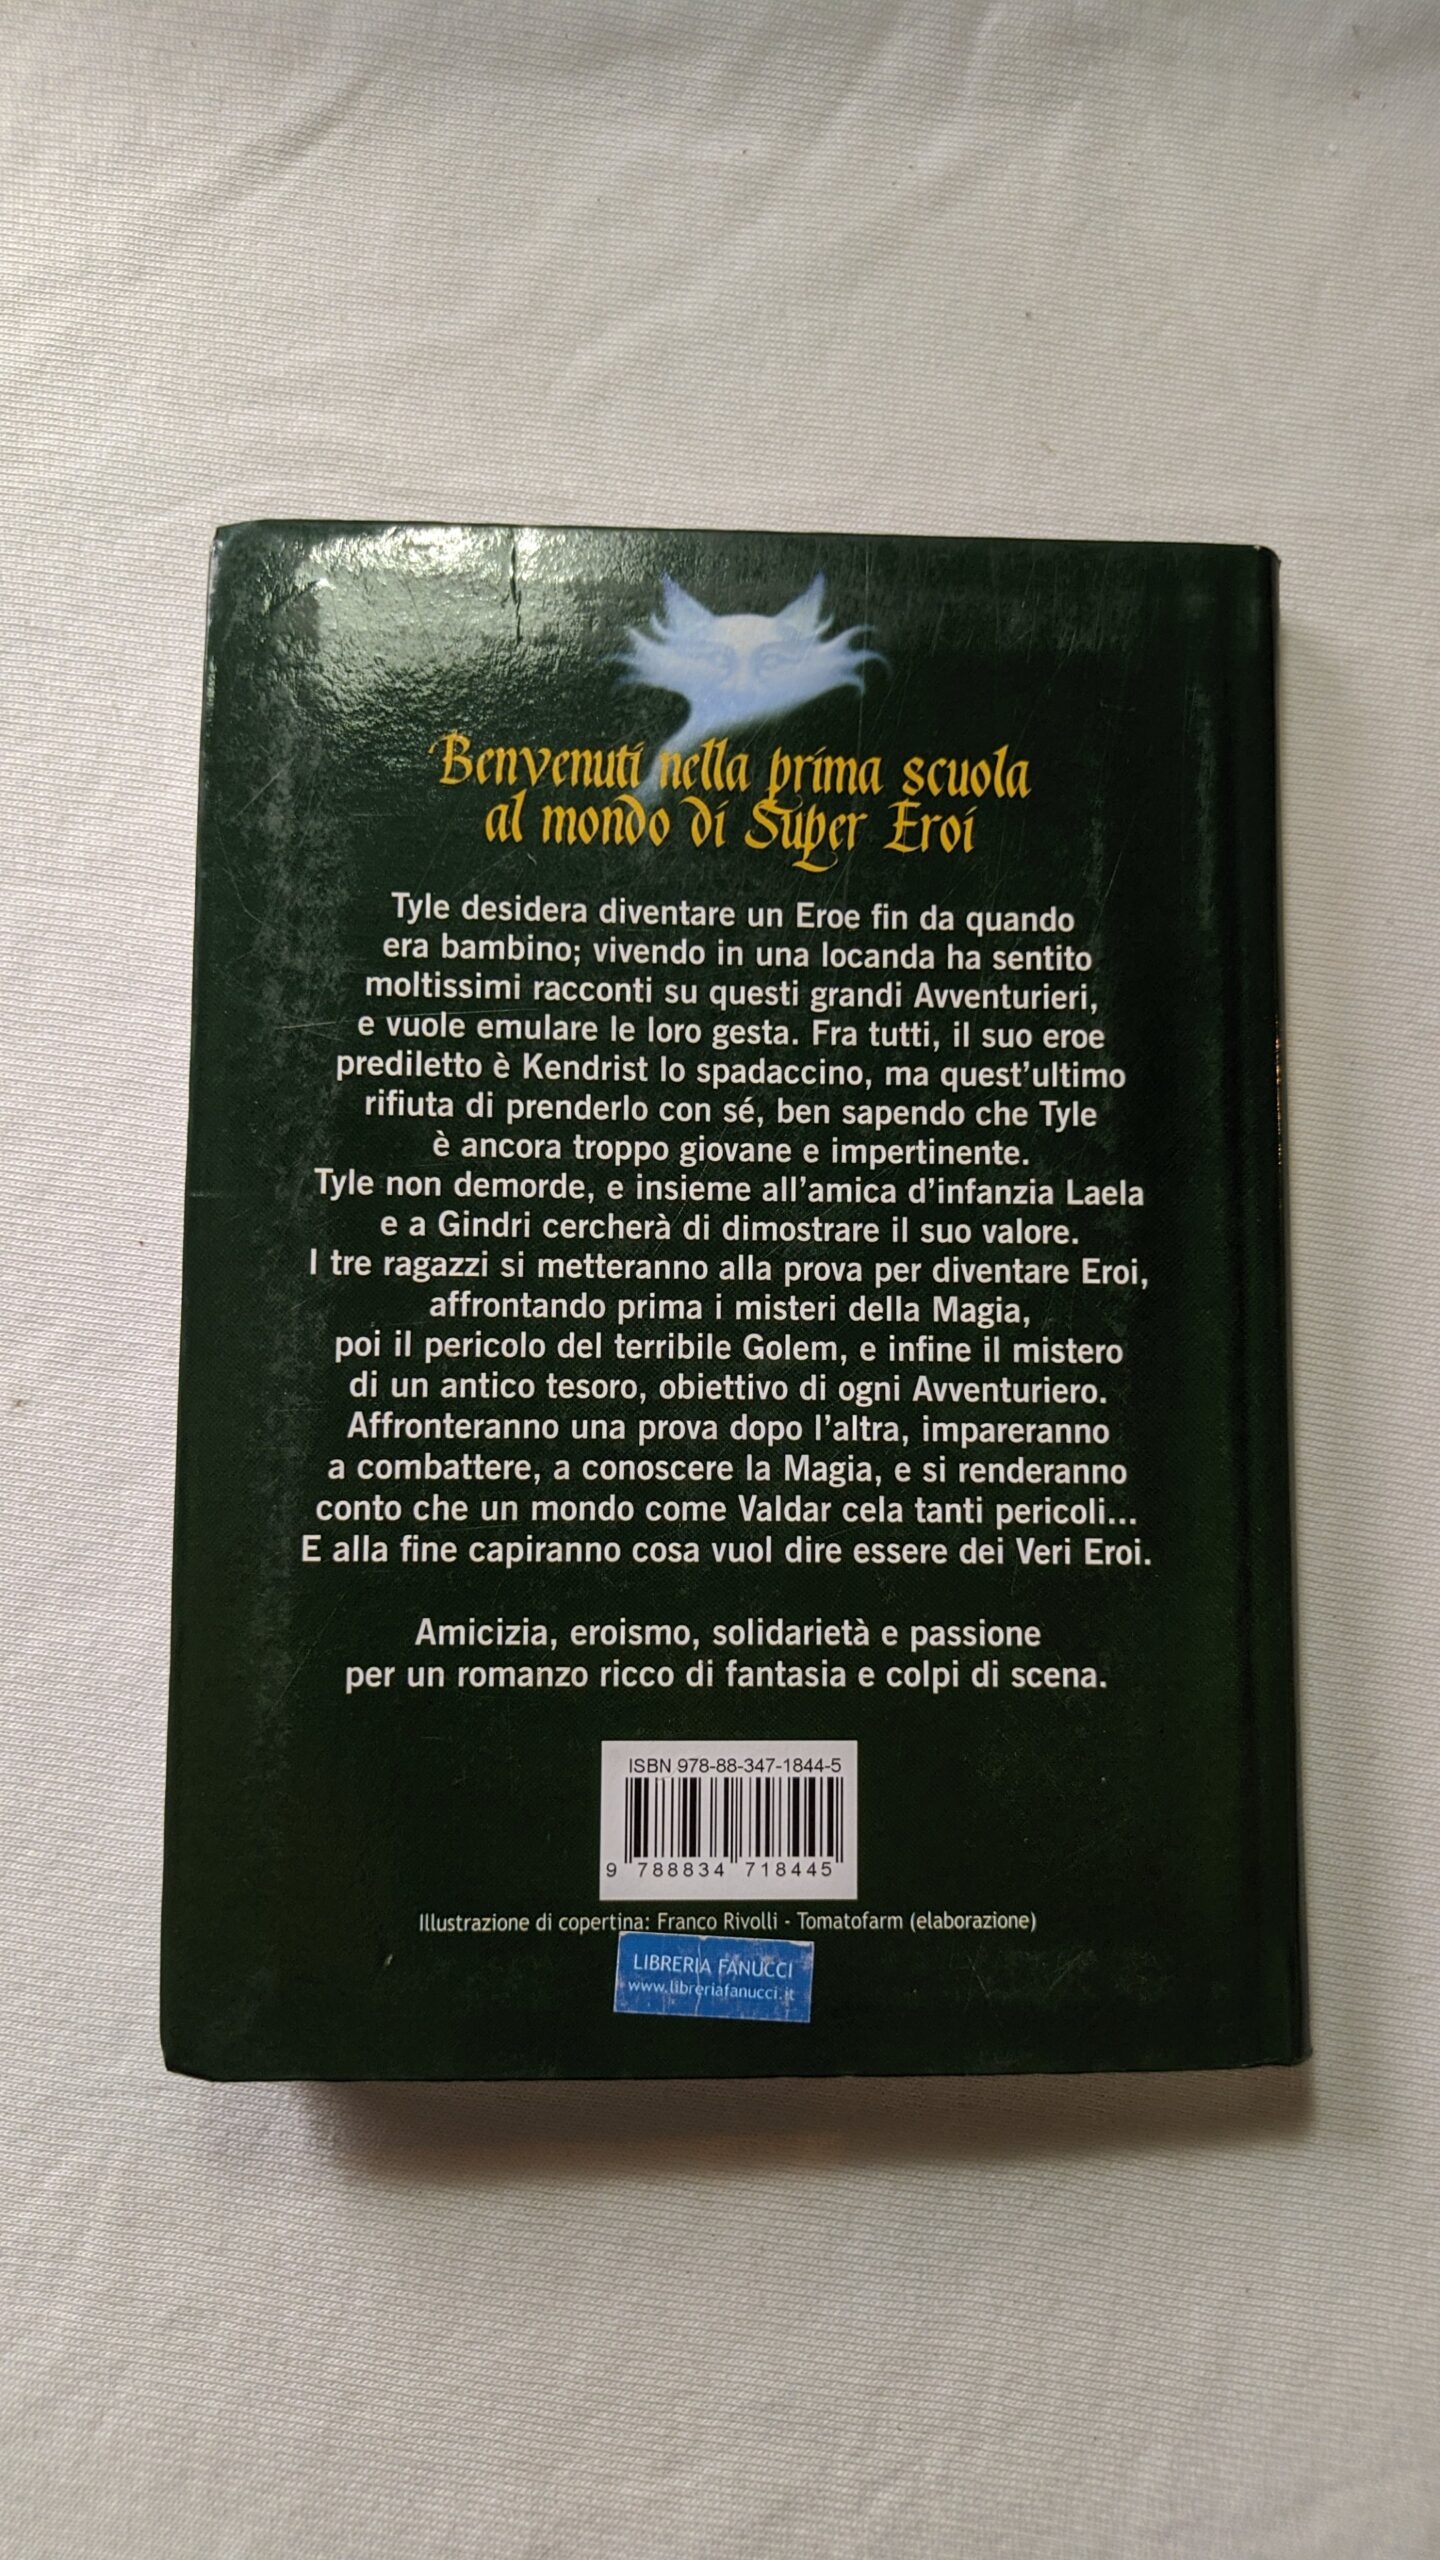 Benvenuti nella prima scuola
al mondo di Super Eroi
Tyle desidera diventare un Eroe fin da quando
era bambino; vivendo in una locanda ha sentito
moltissimi racconti su questi grandi Avventurieri,
e vuole emulare le loro gesta. Fra tutti, il suo eroe
prediletto è Kendrist lo spadaccino, ma quest'ultimo
rifiuta di prenderlo con sé, ben sapendo che Tyle
è ancora troppo giovane e impertinente.
Tyle non demorde, e insieme all'amica d'infanzia Laela
e a Gindri cercherà di dimostrare il suo valore.
I tre ragazzi si metteranno alla prova per diventare Eroi,
affrontando prima i misteri della Magia,
poi il pericolo del terribile Golem, e infine il mistero
di un antico tesoro, obiettivo di ogni Avventuriero.
Affronteranno una prova dopo l'altra, impareranno
a combattere, a conoscere la Magia, e si renderanno
conto che un mondo come Valdar cela tanti pericoli...
E alla fine capiranno cosa vuol dire essere dei Veri Eroi.
Amicizia, eroismo, solidarietà e passione
per un romanzo ricco di fantasia e colpi di scena.
ISBN 978-88-347-1844-5
9 788834 718445
Illustrazione di copertina: Franco Rivolli - Tomatofarm (elaborazione)
LIBRERIA FANUCCI
www.libreriafanucci.it